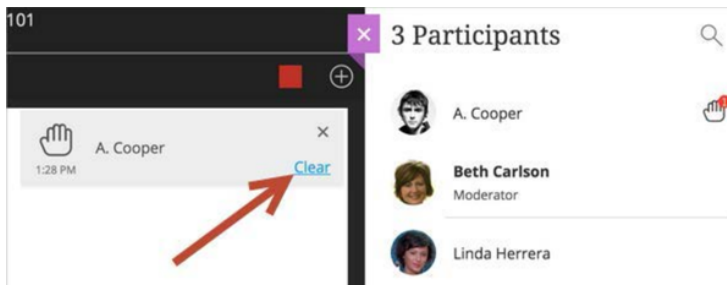 101
3 Participants
A. Cooper
1:28 PM
Clear
A. Cooper
Beth Carlson
Moderator
Linda Herrera